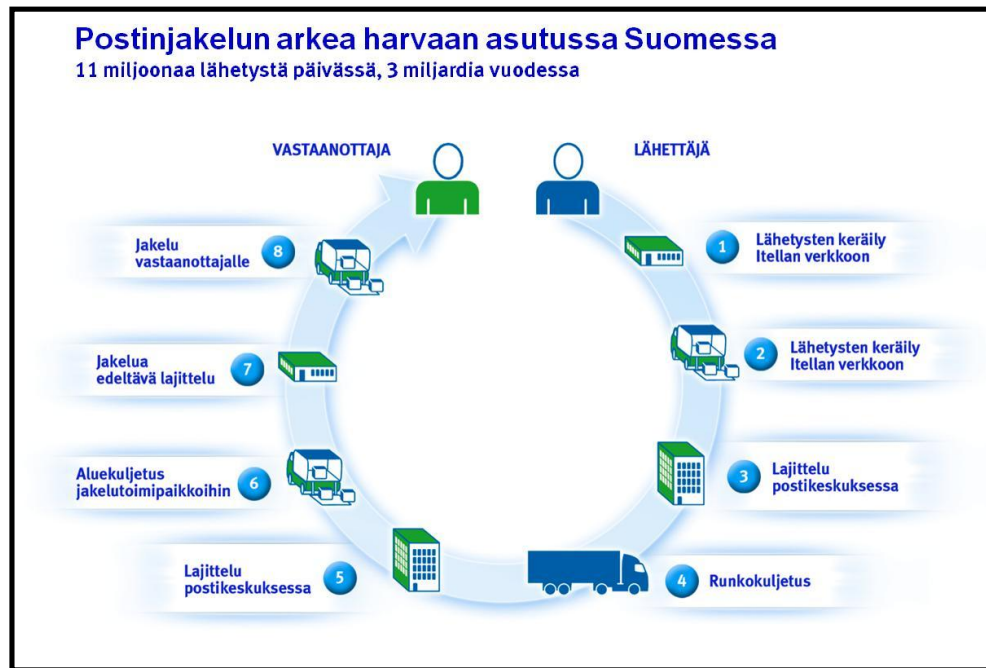 Postinjakelun arkea harvaan asutussa Suomessa
11 miljoonaa lähetystä päivässä, 3 miljardia vuodessa
VASTAANOTTAJA
LÄHETTÄJÄ
1
Lähetysten keräily
Itellan verkkoon
2
Lähetysten keräily
Itellan verkkoon
3
Lajittelu
postikeskuksessa
4
Runkokuljetus
5
Lajittelu
postikeskuksessa
6
Aluekuljetus
jakelutoimipaikkoihin
7
Jakelua
edeltävä lajittelu
8
Jakelu
vastaanottajalle